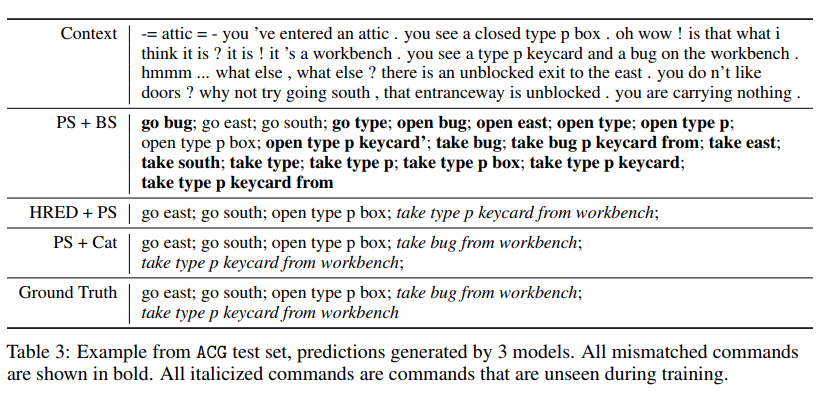 Context -= attic = - you 've entered an attic . you see a closed type p box . oh wow ! is that what i
think it is ? it is ! it 's a workbench . you see a type p keycard and a bug on the workbench .
hmmm ... what else , what else ? there is an unblocked exit to the east . you do n't like
doors ? why not try going south , that entranceway is unblocked . you are carrying nothing .
PS + BS go bug; go east; go south; go type; open bug; open east; open type; open type p;
open type p box; open type p keycard'; take bug; take bug p keycard from; take east;
take south; take type; take type p; take type p box; take type p keycard;
take type p keycard from
HRED + PS go east; go south; open type p box; take type p keycard from workbench;
PS + Cat go east; go south; open type p box; take bug from workbench;
take type p keycard from workbench;
Ground Truth go east; go south; open type p box; take bug from workbench;
take type p keycard from workbench
Table 3: Example from ACG test set, predictions generated by 3 models. All mismatched commands
are shown in bold. All italicized commands are commands that are unseen during training.